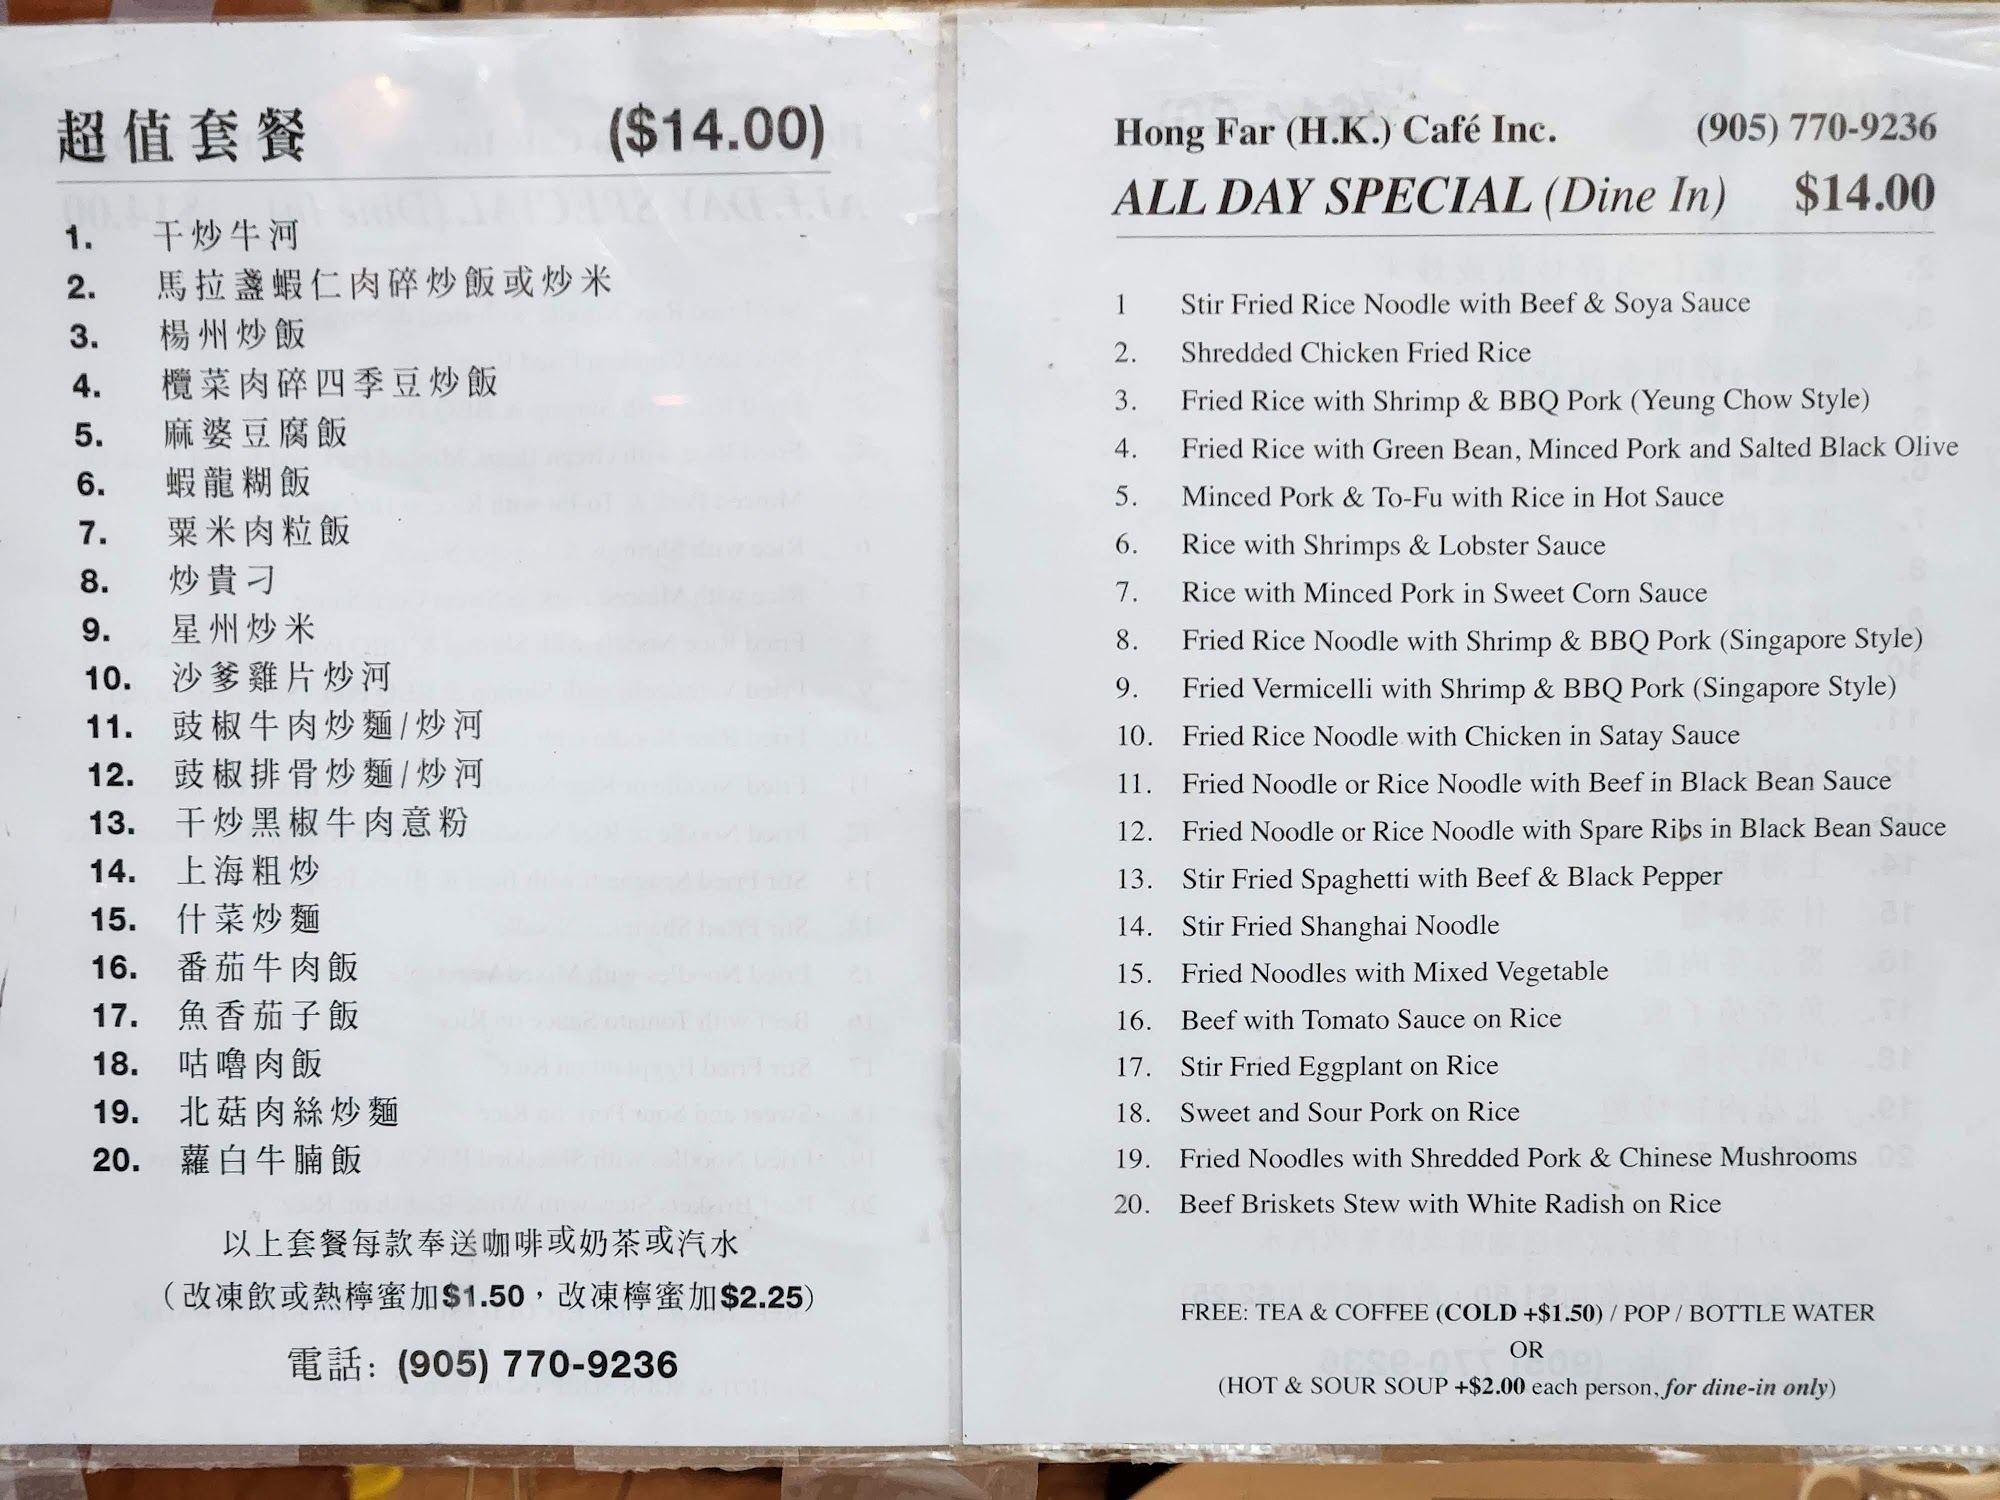 超值套餐 ($14.00)
1. 干炒牛河
2. 馬拉盞蝦仁肉碎炒飯或炒米
3. 楊州炒飯
4. 欖菜肉碎四季豆炒飯
5. 麻婆豆腐飯
6. 蝦龍糊飯
7. 粟米肉粒飯
8. 炒貴刁
9. 星州炒米
10. 沙爹雞片炒河
11. 豉椒牛肉炒麵/炒河
12. 豉椒排骨炒麵/炒河
13. 干炒黑椒牛肉意粉
14. 上海粗炒
15. 什菜炒麵
16. 番茄牛肉飯
17. 魚香茄子飯
18. 咕嚕肉飯
19. 北菇肉絲炒麵
20. 蘿白牛腩飯
以上套餐每款奉送咖啡或奶茶或汽水
(改凍飲或熱檸蜜加$1.50，改凍檸蜜加$2.25)
電話: (905) 770-9236
Hong Far (H.K.) Café Inc. (905) 770-9236
ALL DAY SPECIAL (Dine In) $14.00
1 Stir Fried Rice Noodle with Beef & Soya Sauce
2. Shredded Chicken Fried Rice
3. Fried Rice with Shrimp & BBQ Pork (Yeung Chow Style)
4. Fried Rice with Green Bean, Minced Pork and Salted Black Olive
5. Minced Pork & To-Fu with Rice in Hot Sauce
6. Rice with Shrimps & Lobster Sauce
7. Rice with Minced Pork in Sweet Corn Sauce
8. Fried Rice Noodle with Shrimp & BBQ Pork (Singapore Style)
9. Fried Vermicelli with Shrimp & BBQ Pork (Singapore Style)
10. Fried Rice Noodle with Chicken in Satay Sauce
11. Fried Noodle or Rice Noodle with Beef in Black Bean Sauce
12. Fried Noodle or Rice Noodle with Spare Ribs in Black Bean Sauce
13. Stir Fried Spaghetti with Beef & Black Pepper
14. Stir Fried Shanghai Noodle
15. Fried Noodles with Mixed Vegetable
16. Beef with Tomato Sauce on Rice
17. Stir Fried Eggplant on Rice
18. Sweet and Sour Pork on Rice
19. Fried Noodles with Shredded Pork & Chinese Mushrooms
20. Beef Briskets Stew with White Radish on Rice
FREE: TEA & COFFEE (COLD +$1.50) / POP / BOTTLE WATER
OR
(HOT & SOUR SOUP +$2.00 each person, for dine-in only)